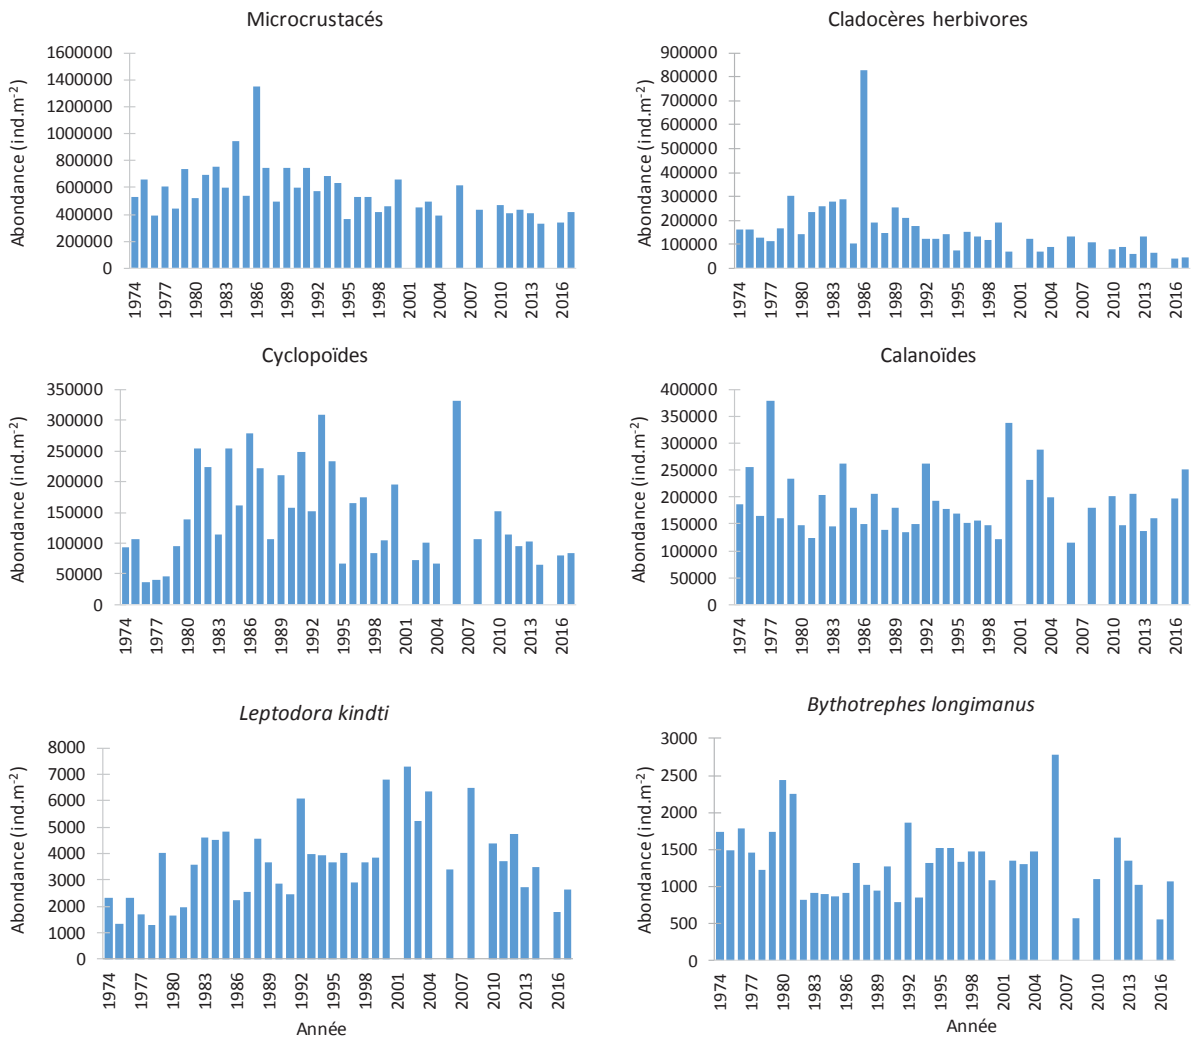 Microcrustacés
Abondance (ind.m-2)
1600000
1400000
1200000
1000000
800000
600000
400000
200000
0
1974 1977 1980 1983 1986 1989 1992 1995 1998 2001 2004 2007 2010 2013 2016
Cladocères herbivores
Abondance (ind.m-2)
900000
800000
700000
600000
500000
400000
300000
200000
100000
0
1974 1977 1980 1983 1986 1989 1992 1995 1998 2001 2004 2007 2010 2013 2016
Cyclopoïdes
Abondance (ind.m-2)
350000
300000
250000
200000
150000
100000
50000
0
1974 1977 1980 1983 1986 1989 1992 1995 1998 2001 2004 2007 2010 2013 2016
Calanoïdes
Abondance (ind.m-2)
400000
350000
300000
250000
200000
150000
100000
50000
0
1974 1977 1980 1983 1986 1989 1992 1995 1998 2001 2004 2007 2010 2013 2016
Leptodora kindti
Abondance (ind.m-2)
8000
7000
6000
5000
4000
3000
2000
1000
0
1974 1977 1980 1983 1986 1989 1992 1995 1998 2001 2004 2007 2010 2013 2016
Année
Bythotrephes longimanus
Abondance (ind.m-2)
3000
2500
2000
1500
1000
500
0
1974 1977 1980 1983 1986 1989 1992 1995 1998 2001 2004 2007 2010 2013 2016
Année